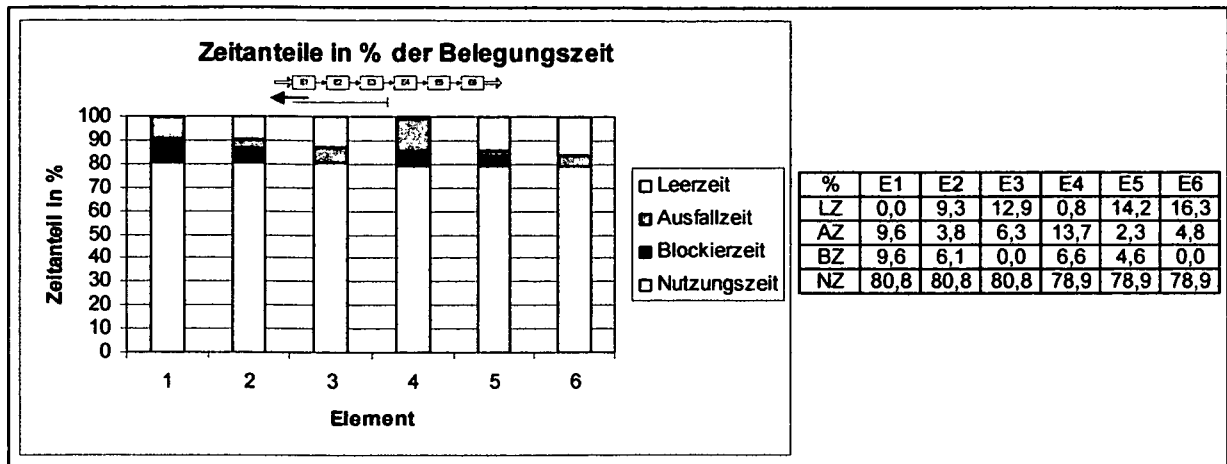 Zeitanteile in % der Belegungszeit
E1 E2 E3 E4 E5 E6
Zeitanteil in %
100
90
80
70
60
50
40
30
20
10
0
1 2 3 4 5 6
Element
Leerzeit
Ausfallzeit
Blockierzeit
Nutzungszeit
% E1 E2 E3 E4 E5 E6
LZ 0,0 9,3 12,9 0,8 14,2 16,3
AZ 9,6 3,8 6,3 13,7 2,3 4,8
BZ 9,6 6,1 0,0 6,6 4,6 0,0
NZ 80,8 80,8 80,8 78,9 78,9 78,9